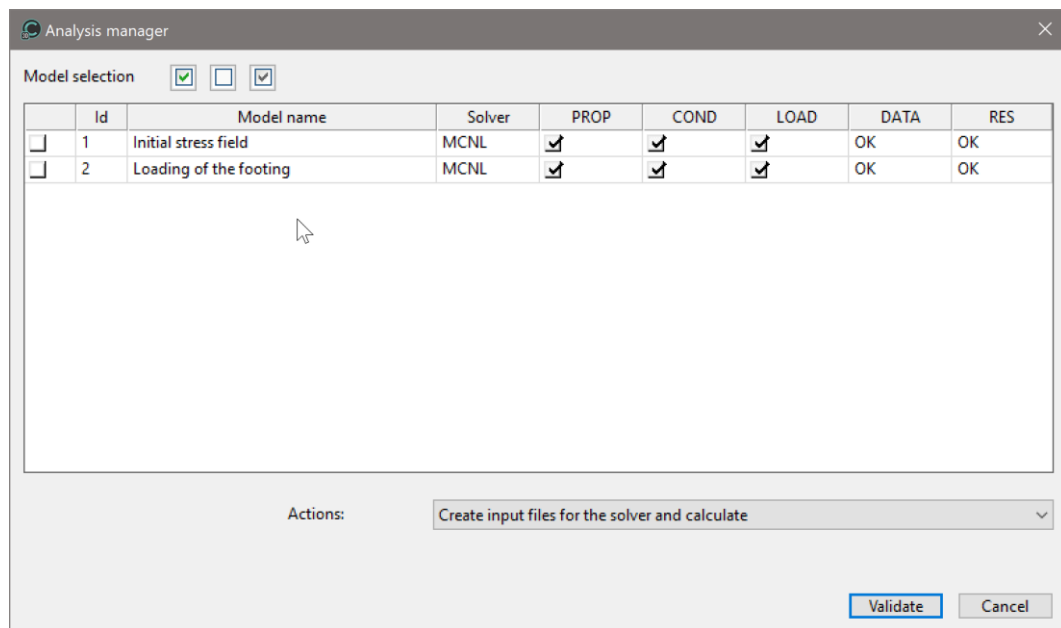 Analysis manager
Model selection
Id Model name Solver PROP COND LOAD DATA RES
1 Initial stress field MCNL OK OK
2 Loading of the footing MCNL OK OK
Actions: Create input files for the solver and calculate
Validate Cancel